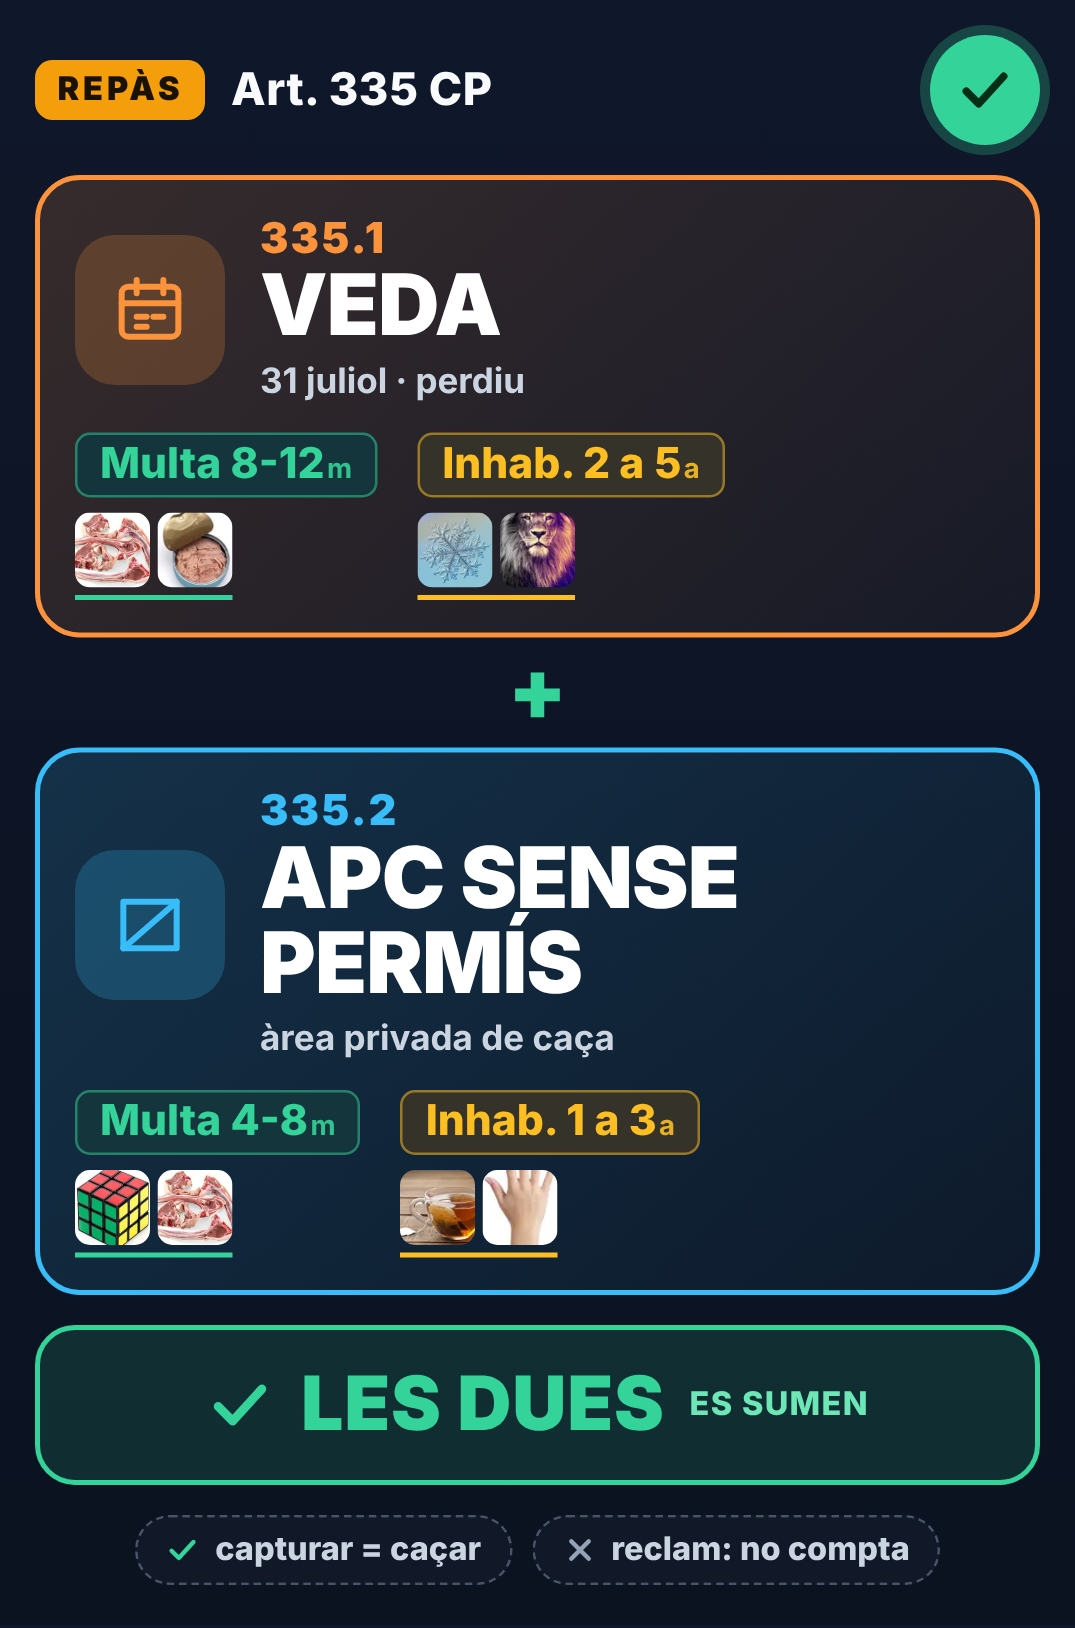 REPÀS Art. 335 CP
335.1
VEDA
31 juliol · perdiu
Multa 8-12m Inhab. 2 a 5a
335.2
APC SENSE
PERMÍS
àrea privada de caça
Multa 4-8m Inhab. 1 a 3a
LES DUES ES SUMEN
capturar = caçar reclam: no compta